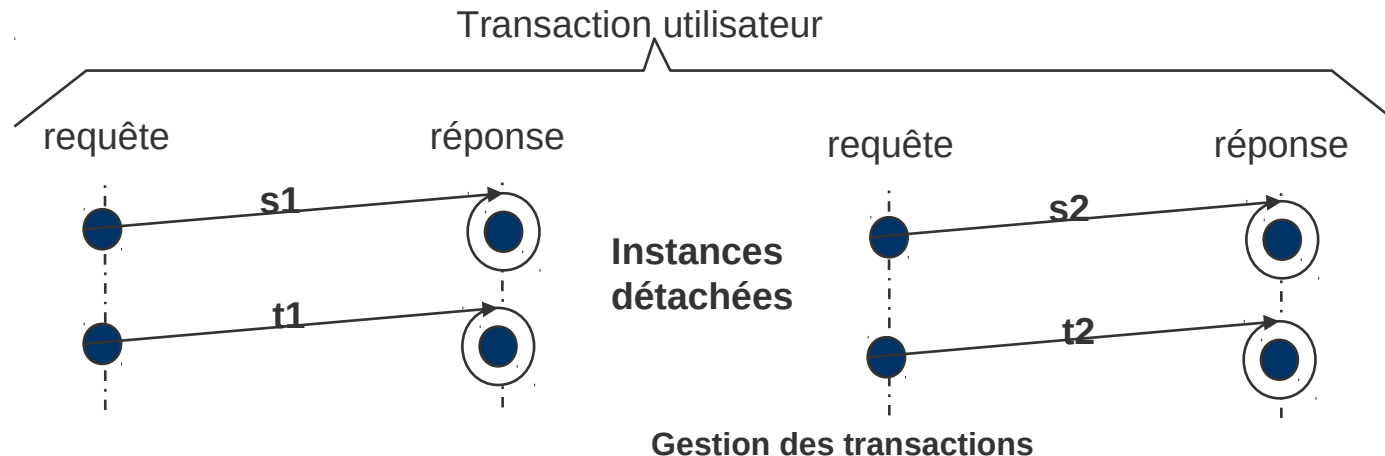 Transaction utilisateur
requête
réponse
requête
réponse
s1
s2
Instances
détachées
t1
t2
Gestion des transactions